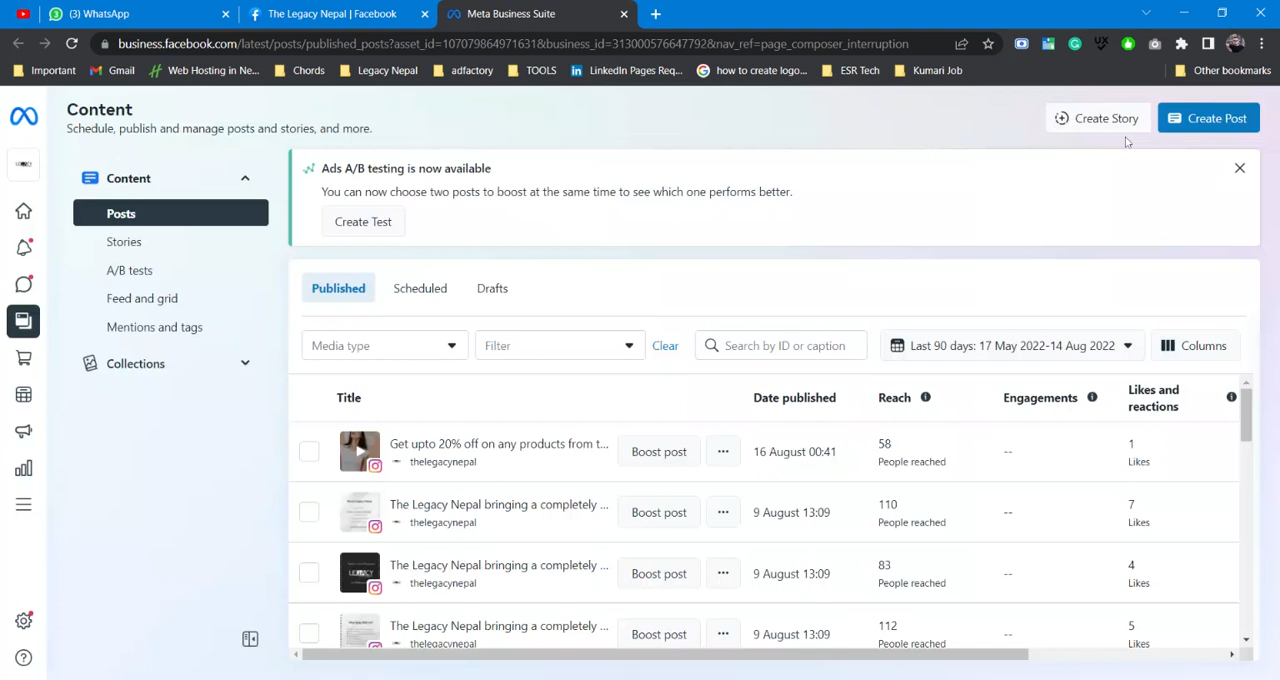 (3) WhatsApp
The Legacy Nepal | Facebook
Meta Business Suite
business.facebook.com/latest/posts/published_posts?asset_id=107079864971631&business_id=313000576647792&nav_ref=page_composer_interruption
Important
Gmail
Web Hosting in Ne...
Chords
Legacy Nepal
adfactory
TOOLS
LinkedIn Pages Req...
how to create logo...
ESR Tech
Kumari Job
Other bookmarks
Content
Schedule, publish and manage posts and stories, and more.
Create Story
Create Post
Content
Posts
Stories
A/B tests
Feed and grid
Mentions and tags
Collections
Ads A/B testing is now available
You can now choose two posts to boost at the same time to see which one performs better.
Create Test
Published
Scheduled
Drafts
Media type
Filter
Clear
Search by ID or caption
Last 90 days: 17 May 2022-14 Aug 2022
Columns
Title
Date published
Reach
Engagements
Likes and
reactions
Get upto 20% off on any products from t...
thelegacynepal
Boost post
16 August 00:41
58
People reached
--
1
Likes
The Legacy Nepal bringing a completely ...
thelegacynepal
Boost post
9 August 13:09
110
People reached
--
7
Likes
The Legacy Nepal bringing a completely ...
thelegacynepal
Boost post
9 August 13:09
83
People reached
--
4
Likes
The Legacy Nepal bringing a completely ...
thelegacynepal
Boost post
9 August 13:09
112
People reached
--
5
Likes